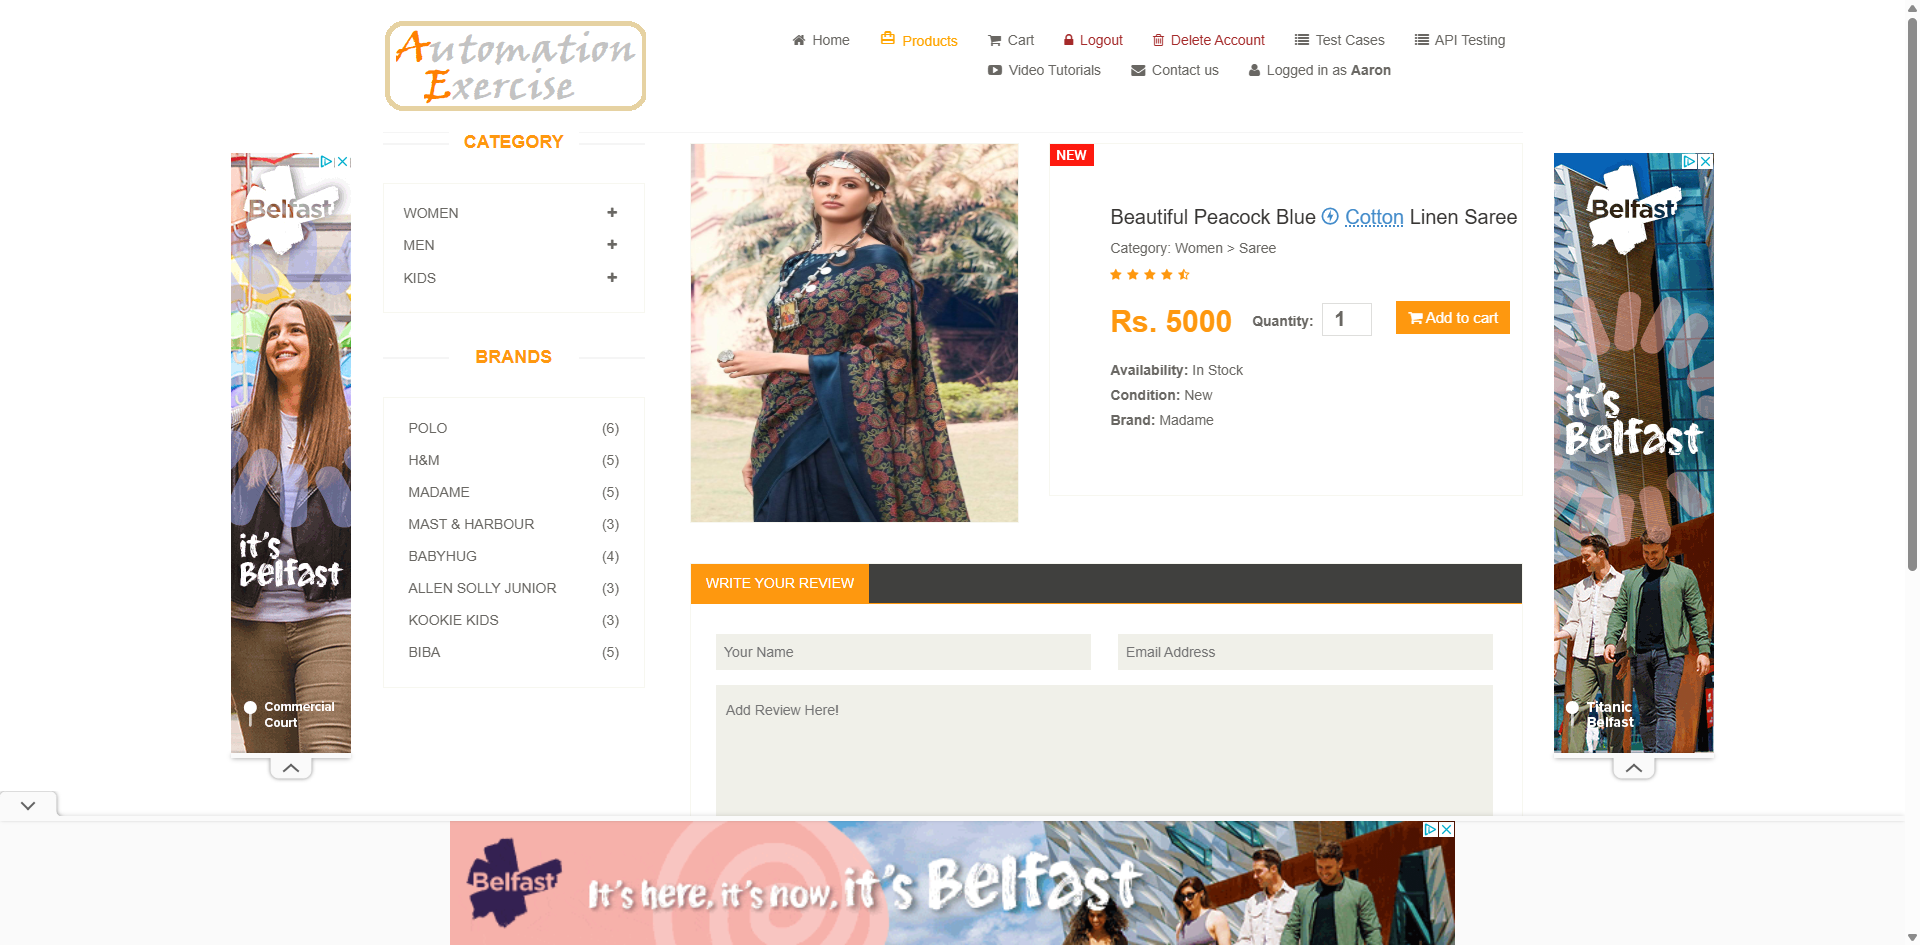 Automation
Exercise
Home
Products
Cart
Logout
Delete Account
Test Cases
API Testing
Video Tutorials
Contact us
Logged in as Aaron
CATEGORY
WOMEN
MEN
KIDS
BRANDS
POLO (6)
H&M (5)
MADAME (5)
MAST & HARBOUR (3)
BABYHUG (4)
ALLEN SOLLY JUNIOR (3)
KOOKIE KIDS (3)
BIBA (5)
NEW
Beautiful Peacock Blue Cotton Linen Saree
Category: Women > Saree
Rs. 5000
Quantity: 1
Add to cart
Availability: In Stock
Condition: New
Brand: Madame
WRITE YOUR REVIEW
Your Name
Email Address
Add Review Here!
Belfast
it's
Belfast
Commercial
Court
Belfast
it's
Belfast
Titanic
Belfast
Belfast
It's here, it's now, it's Belfast